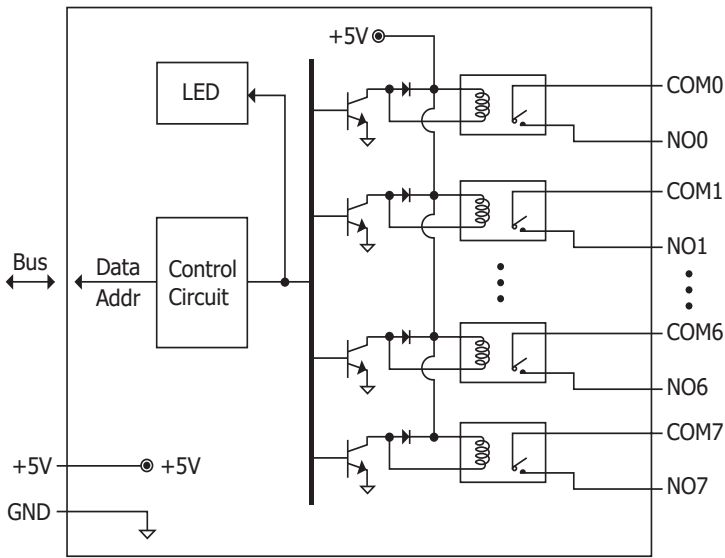 +5V
LED
COM0
NO0
COM1
NO1
Bus
Data
Addr
Control
Circuit
COM6
NO6
COM7
NO7
+5V
+5V
GND